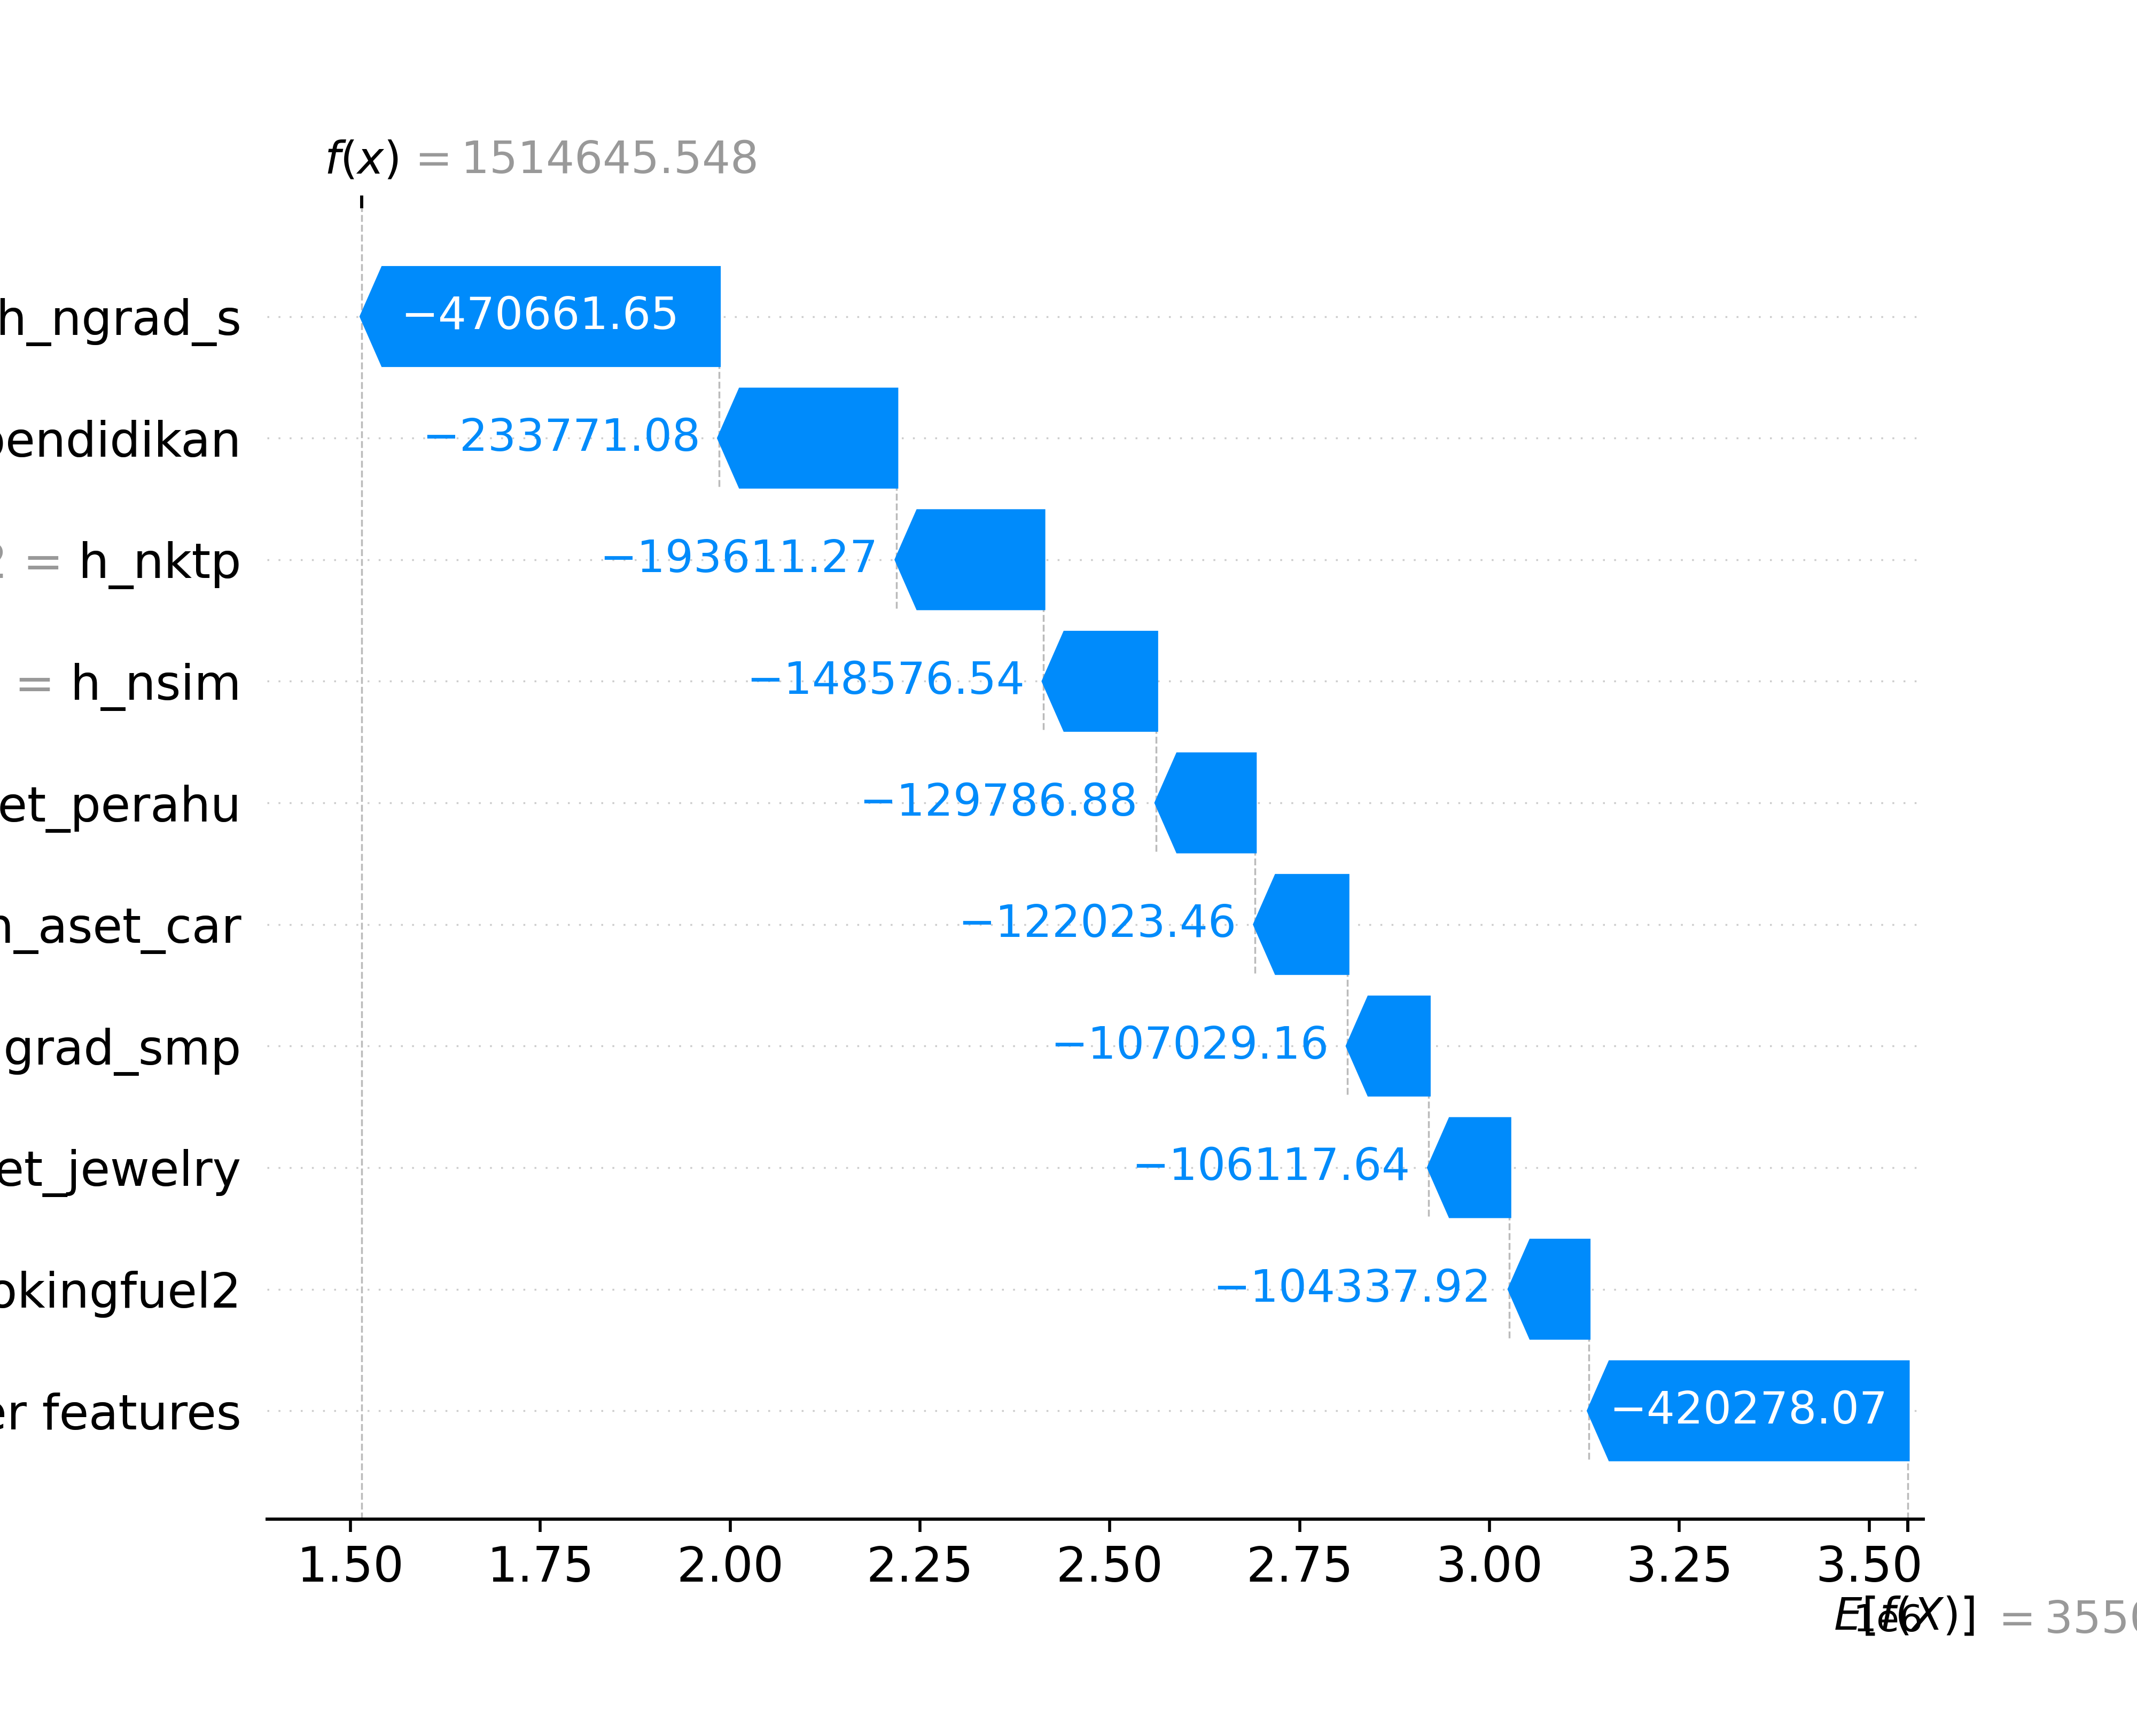 f(x) = 1514645.548
h_ngrad_s −470661.65
pendidikan −233771.08
2 = h_nktp −193611.27
= h_nsim −148576.54
et_perahu −129786.88
h_aset_car −122023.46
grad_smp −107029.16
et_jewelry −106117.64
okingfuel2 −104337.92
er features −420278.07
1.50 1.75 2.00 2.25 2.50 2.75 3.00 3.25 3.50
1e6
E[f(X)] = 3550